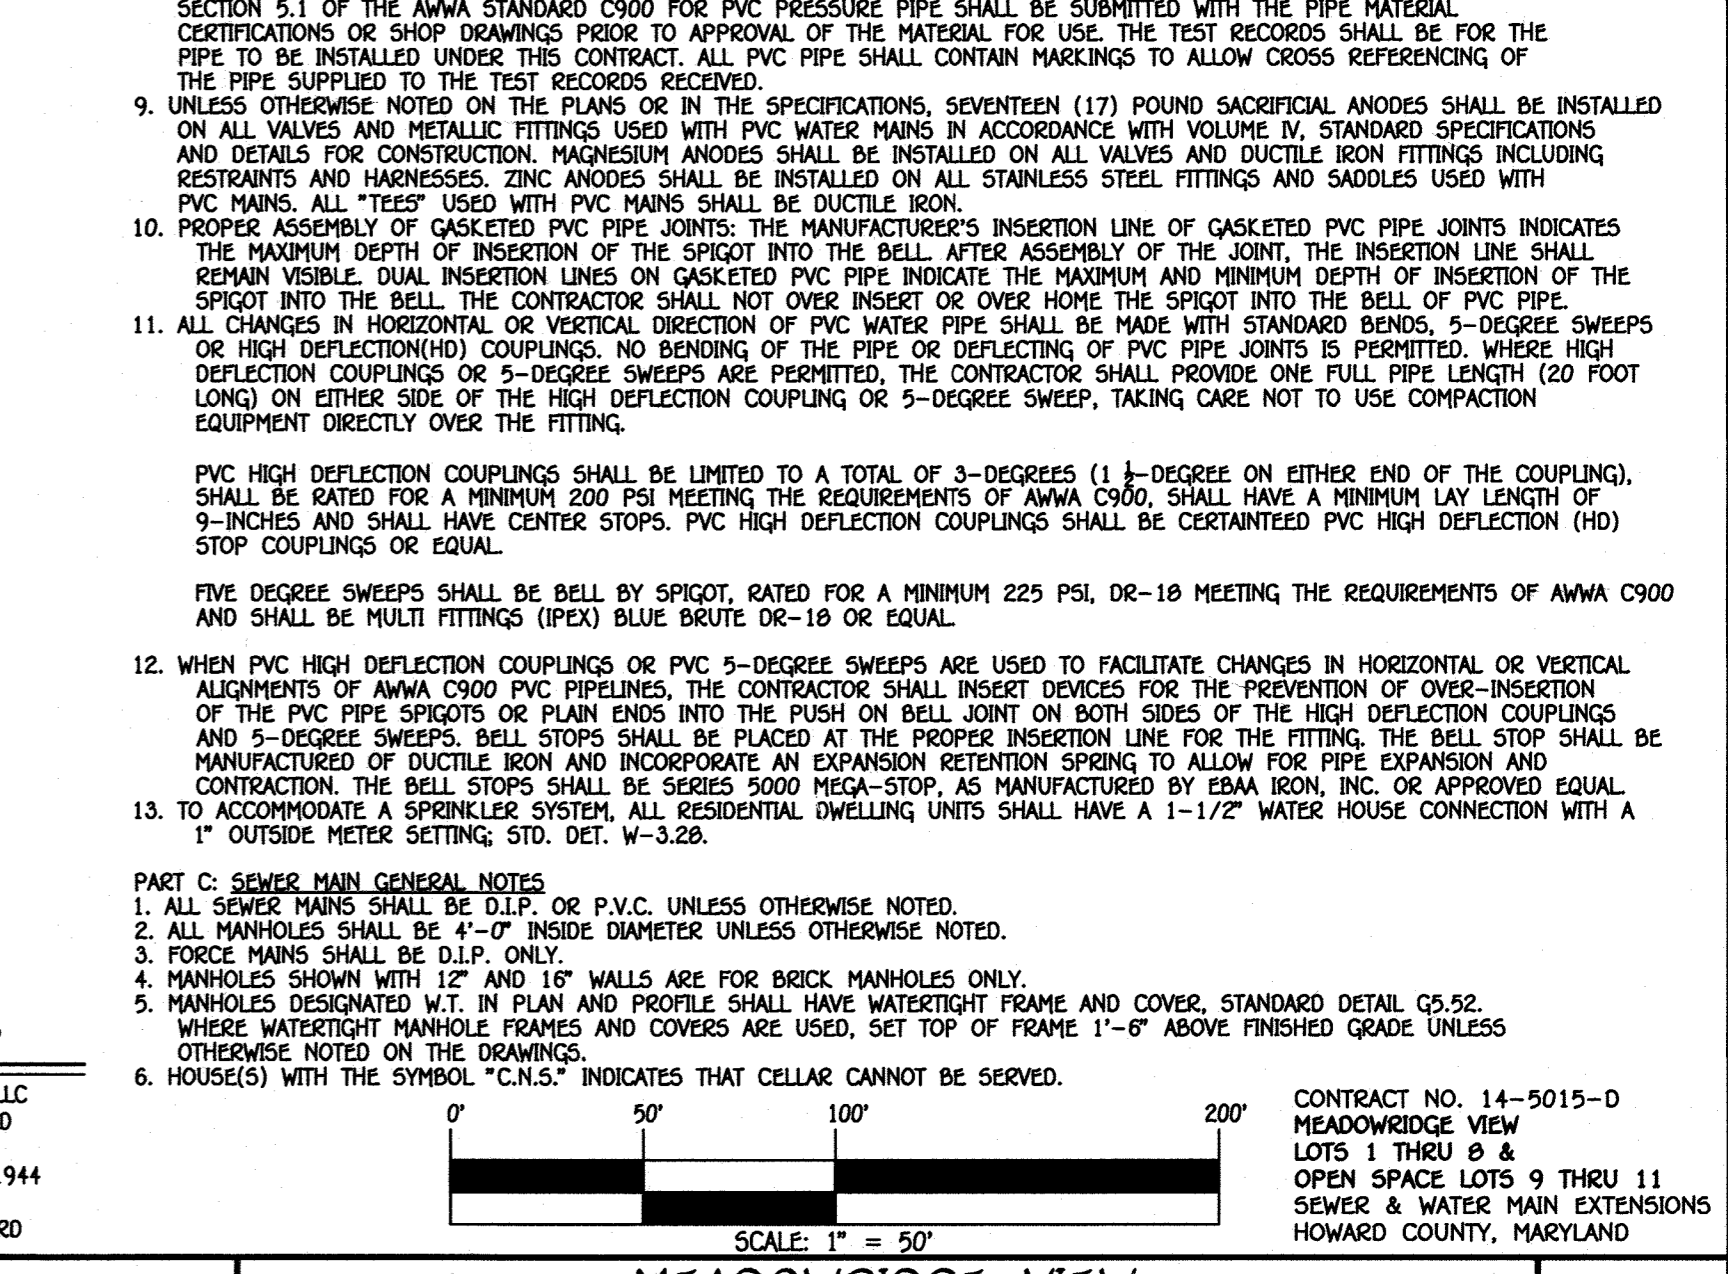 SECTION 5.1 OF THE AWWA STANDARD C900 FOR PVC PRESSURE PIPE SHALL BE SUBMITTED WITH THE PIPE MATERIAL
CERTIFICATIONS OR SHOP DRAWINGS PRIOR TO APPROVAL OF THE MATERIAL FOR USE. THE TEST RECORDS SHALL BE FOR THE
PIPE TO BE INSTALLED UNDER THIS CONTRACT. ALL PVC PIPE SHALL CONTAIN MARKINGS TO ALLOW CROSS REFERENCING OF
THE PIPE SUPPLIED TO THE TEST RECORDS RECEIVED.
9. UNLESS OTHERWISE NOTED ON THE PLANS OR IN THE SPECIFICATIONS, SEVENTEEN (17) POUND SACRIFICIAL ANODES SHALL BE INSTALLED
ON ALL VALVES AND METALLIC FITTINGS USED WITH PVC WATER MAINS IN ACCORDANCE WITH VOLUME IV, STANDARD SPECIFICATIONS
AND DETAILS FOR CONSTRUCTION. MAGNESIUM ANODES SHALL BE INSTALLED ON ALL VALVES AND DUCTILE IRON FITTINGS INCLUDING
RESTRAINTS AND HARNESSES. ZINC ANODES SHALL BE INSTALLED ON ALL STAINLESS STEEL FITTINGS AND SADDLES USED WITH
PVC MAINS. ALL "TEES" USED WITH PVC MAINS SHALL BE DUCTILE IRON.
10. PROPER ASSEMBLY OF GASKETED PVC PIPE JOINTS: THE MANUFACTURER'S INSERTION LINE OF GASKETED PVC PIPE JOINTS INDICATES
THE MAXIMUM DEPTH OF INSERTION OF THE SPIGOT INTO THE BELL. AFTER ASSEMBLY OF THE JOINT, THE INSERTION LINE SHALL
REMAIN VISIBLE. DUAL INSERTION LINES ON GASKETED PVC PIPE INDICATE THE MAXIMUM AND MINIMUM DEPTH OF INSERTION OF THE
SPIGOT INTO THE BELL. THE CONTRACTOR SHALL NOT OVER INSERT OR OVER HOME THE SPIGOT INTO THE BELL OF PVC PIPE.
11. ALL CHANGES IN HORIZONTAL OR VERTICAL DIRECTION OF PVC WATER PIPE SHALL BE MADE WITH STANDARD BENDS, 5-DEGREE SWEEPS
OR HIGH DEFLECTION(HD) COUPLINGS. NO BENDING OF THE PIPE OR DEFLECTING OF PVC PIPE JOINTS IS PERMITTED. WHERE HIGH
DEFLECTION COUPLINGS OR 5-DEGREE SWEEPS ARE PERMITTED, THE CONTRACTOR SHALL PROVIDE ONE FULL PIPE LENGTH (20 FOOT
LONG) ON EITHER SIDE OF THE HIGH DEFLECTION COUPLING OR 5-DEGREE SWEEP, TAKING CARE NOT TO USE COMPACTION
EQUIPMENT DIRECTLY OVER THE FITTING.
PVC HIGH DEFLECTION COUPLINGS SHALL BE LIMITED TO A TOTAL OF 3-DEGREES (1 ½-DEGREE ON EITHER END OF THE COUPLING),
SHALL BE RATED FOR A MINIMUM 200 PSI MEETING THE REQUIREMENTS OF AWWA C900, SHALL HAVE A MINIMUM LAY LENGTH OF
9-INCHES AND SHALL HAVE CENTER STOPS. PVC HIGH DEFLECTION COUPLINGS SHALL BE CERTAINTEED PVC HIGH DEFLECTION (HD)
STOP COUPLINGS OR EQUAL.
FIVE DEGREE SWEEPS SHALL BE BELL BY SPIGOT, RATED FOR A MINIMUM 225 PSI, DR-18 MEETING THE REQUIREMENTS OF AWWA C900
AND SHALL BE MULTI FITTINGS (IPEX) BLUE BRUTE DR-18 OR EQUAL.
12. WHEN PVC HIGH DEFLECTION COUPLINGS OR PVC 5-DEGREE SWEEPS ARE USED TO FACILITATE CHANGES IN HORIZONTAL OR VERTICAL
ALIGNMENTS OF AWWA C900 PVC PIPELINES, THE CONTRACTOR SHALL INSERT DEVICES FOR THE PREVENTION OF OVER-INSERTION
OF THE PVC PIPE SPIGOTS OR PLAIN ENDS INTO THE PUSH ON BELL JOINT ON BOTH SIDES OF THE HIGH DEFLECTION COUPLINGS
AND 5-DEGREE SWEEPS. BELL STOPS SHALL BE PLACED AT THE PROPER INSERTION LINE FOR THE FITTING. THE BELL STOP SHALL BE
MANUFACTURED OF DUCTILE IRON AND INCORPORATE AN EXPANSION RETENTION SPRING TO ALLOW FOR PIPE EXPANSION AND
CONTRACTION. THE BELL STOPS SHALL BE SERIES 5000 MEGA-STOP, AS MANUFACTURED BY EBAA IRON, INC. OR APPROVED EQUAL.
13. TO ACCOMMODATE A SPRINKLER SYSTEM, ALL RESIDENTIAL DWELLING UNITS SHALL HAVE A 1-1/2" WATER HOUSE CONNECTION WITH A
1" OUTSIDE METER SETTING; STD. DET. W-3.28.
PART C: SEWER MAIN GENERAL NOTES
1. ALL SEWER MAINS SHALL BE D.I.P. OR P.V.C. UNLESS OTHERWISE NOTED.
2. ALL MANHOLES SHALL BE 4'-0" INSIDE DIAMETER UNLESS OTHERWISE NOTED.
3. FORCE MAINS SHALL BE D.I.P. ONLY.
4. MANHOLES SHOWN WITH 12" AND 16" WALLS ARE FOR BRICK MANHOLES ONLY.
5. MANHOLES DESIGNATED W.T. IN PLAN AND PROFILE SHALL HAVE WATERTIGHT FRAME AND COVER, STANDARD DETAIL G5.52.
WHERE WATERTIGHT MANHOLE FRAMES AND COVERS ARE USED, SET TOP OF FRAME 1'-6" ABOVE FINISHED GRADE UNLESS
OTHERWISE NOTED ON THE DRAWINGS.
6. HOUSE(S) WITH THE SYMBOL "C.N.S." INDICATES THAT CELLAR CANNOT BE SERVED.
LLC
D
1944
RD
0' 50' 100' 200'
SCALE: 1" = 50'
CONTRACT NO. 14-5015-D
MEADOWRIDGE VIEW
LOTS 1 THRU 8 &
OPEN SPACE LOTS 9 THRU 11
SEWER & WATER MAIN EXTENSIONS
HOWARD COUNTY, MARYLAND
MEADOWRIDGE VIEW